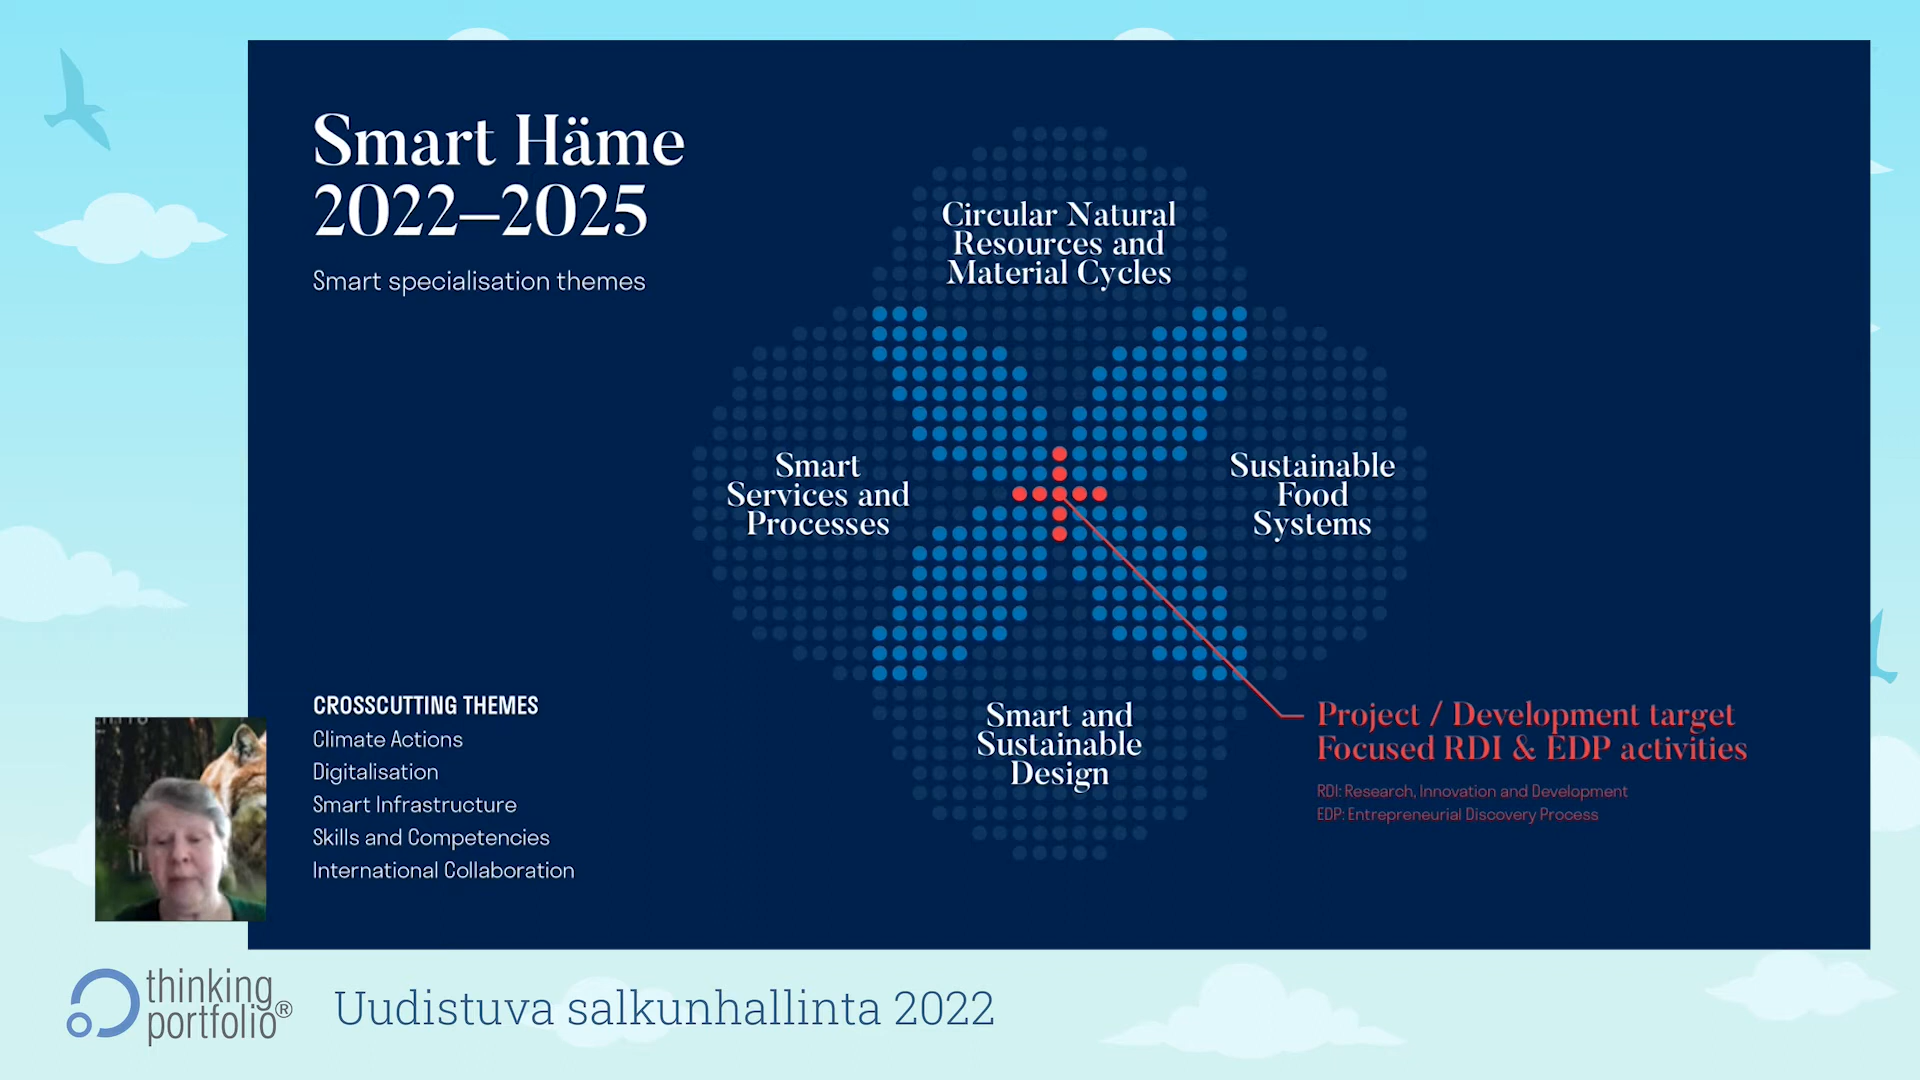 Smart Häme
2022–2025
Smart specialisation themes
Circular Natural
Resources and
Material Cycles
Smart
Services and
Processes
Sustainable
Food
Systems
Smart and
Sustainable
Design
Project / Development target
Focused RDI & EDP activities
RDI: Research, Innovation and Development
EDP: Entrepreneurial Discovery Process
CROSSCUTTING THEMES
Climate Actions
Digitalisation
Smart Infrastructure
Skills and Competencies
International Collaboration
thinking
portfolio®
Uudistuva salkunhallinta 2022